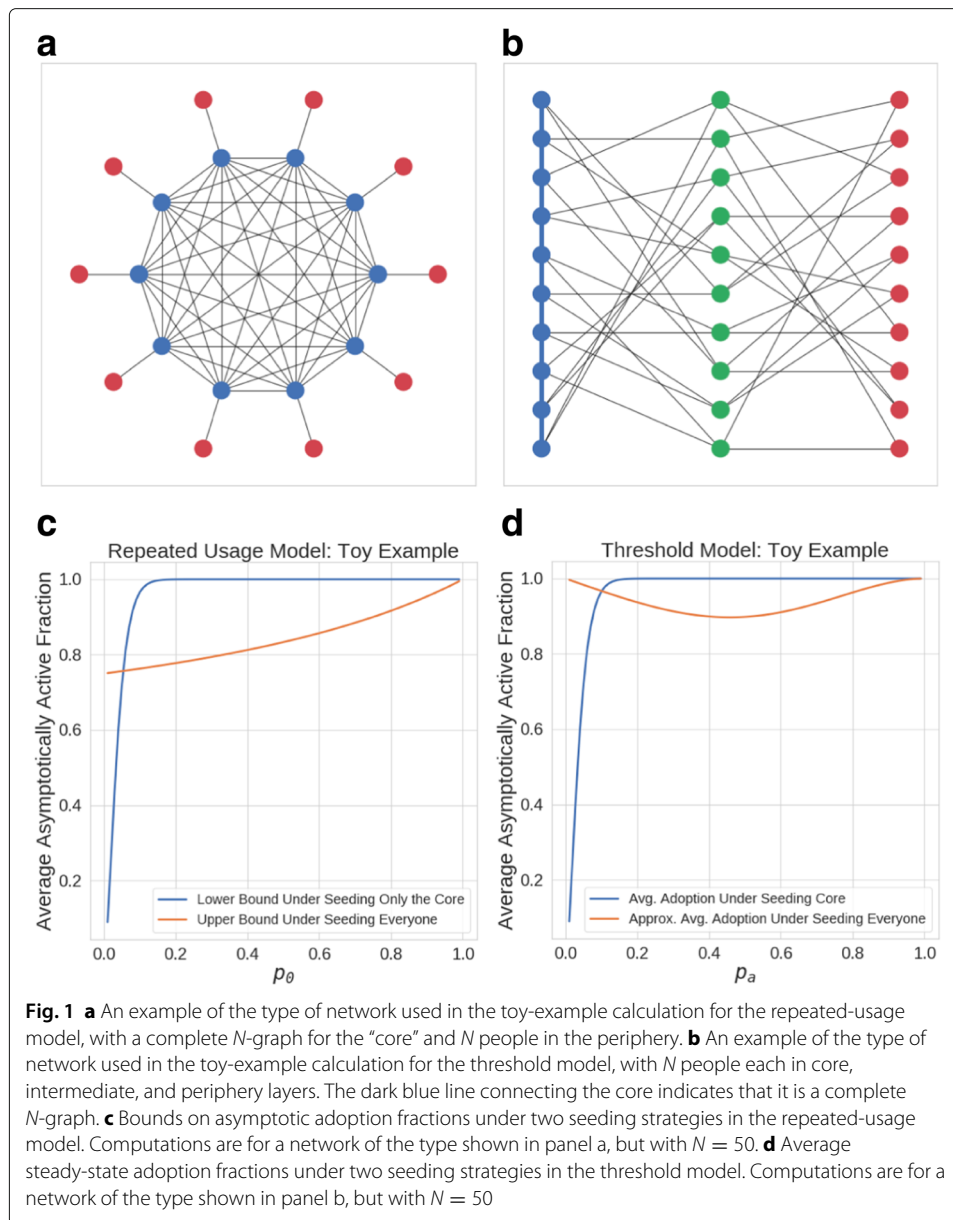 a
b
c
Repeated Usage Model: Toy Example
Average Asymptotically Active Fraction
1.0
0.8
0.6
0.4
0.2
Lower Bound Under Seeding Only the Core
Upper Bound Under Seeding Everyone
0.0 0.2 0.4 0.6 0.8 1.0
pθ
d
Threshold Model: Toy Example
Average Asymptotically Active Fraction
1.0
0.8
0.6
0.4
0.2
Avg. Adoption Under Seeding Core
Approx. Avg. Adoption Under Seeding Everyone
0.0 0.2 0.4 0.6 0.8 1.0
pa
Fig. 1 a An example of the type of network used in the toy-example calculation for the repeated-usage
model, with a complete N-graph for the “core” and N people in the periphery. b An example of the type of
network used in the toy-example calculation for the threshold model, with N people each in core,
intermediate, and periphery layers. The dark blue line connecting the core indicates that it is a complete
N-graph. c Bounds on asymptotic adoption fractions under two seeding strategies in the repeated-usage
model. Computations are for a network of the type shown in panel a, but with N = 50. d Average
steady-state adoption fractions under two seeding strategies in the threshold model. Computations are for a
network of the type shown in panel b, but with N = 50